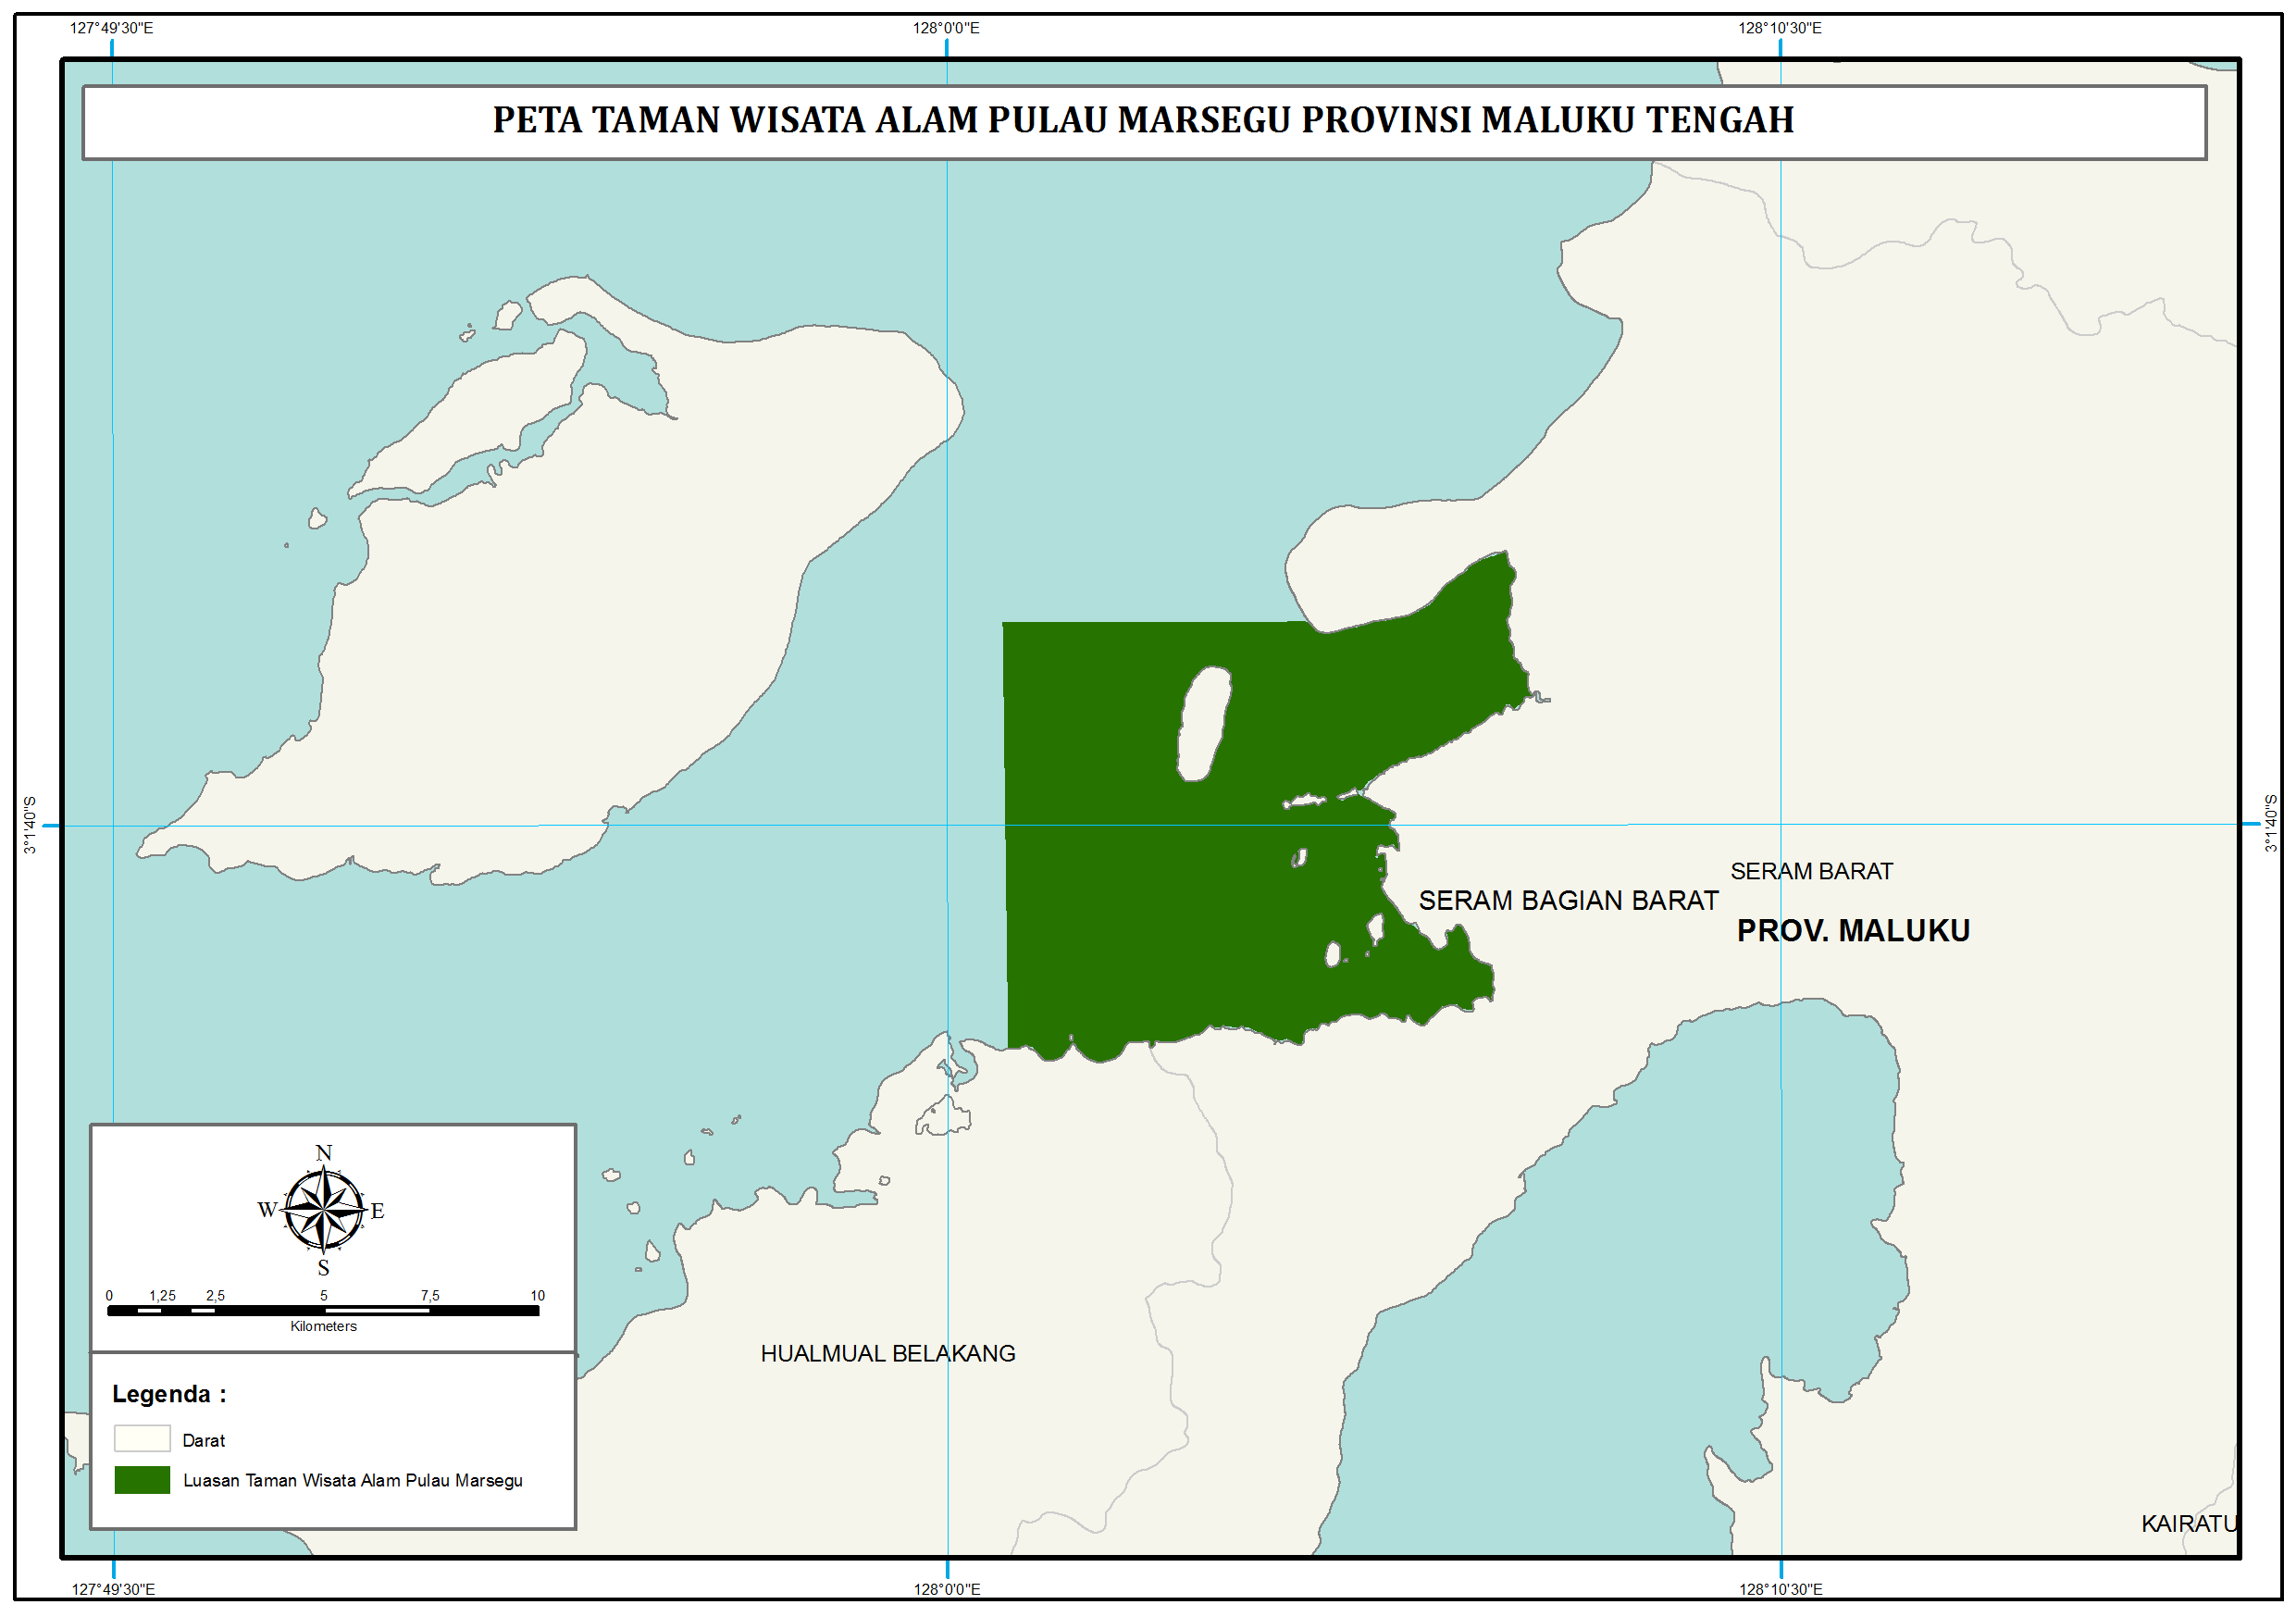 127°49'30"E
128°0'0"E
128°10'30"E
PETA TAMAN WISATA ALAM PULAU MARSEGU PROVINSI MALUKU TENGAH
3°1'40"S
3°1'40"S
SERAM BARAT
SERAM BAGIAN BARAT
PROV. MALUKU
N
W
E
S
0 1,25 2,5 5 7,5 10
Kilometers
HUALMUAL BELAKANG
Legenda :
Darat
Luasan Taman Wisata Alam Pulau Marsegu
KAIRATU
127°49'30"E
128°0'0"E
128°10'30"E